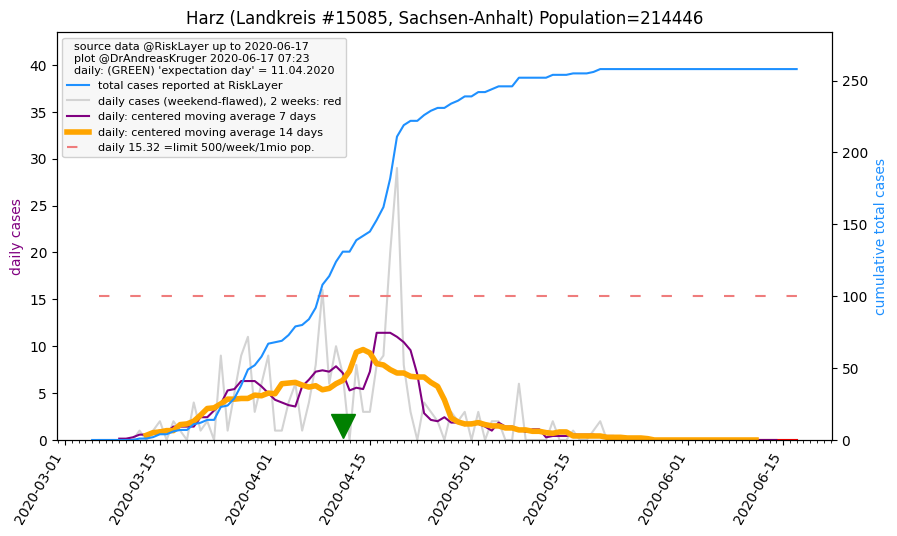 Harz (Landkreis #15085, Sachsen-Anhalt) Population=214446
source data @RiskLayer up to 2020-06-17
plot @DrAndreasKruger 2020-06-17 07:23
daily: (GREEN) 'expectation day' = 11.04.2020
total cases reported at RiskLayer
daily cases (weekend-flawed), 2 weeks: red
daily: centered moving average 7 days
daily: centered moving average 14 days
daily 15.32 =limit 500/week/1mio pop.
daily cases
40
35
30
25
20
15
10
5
0
cumulative total cases
250
200
150
100
50
0
2020-03-01
2020-03-15
2020-04-01
2020-04-15
2020-05-01
2020-05-15
2020-06-01
2020-06-15